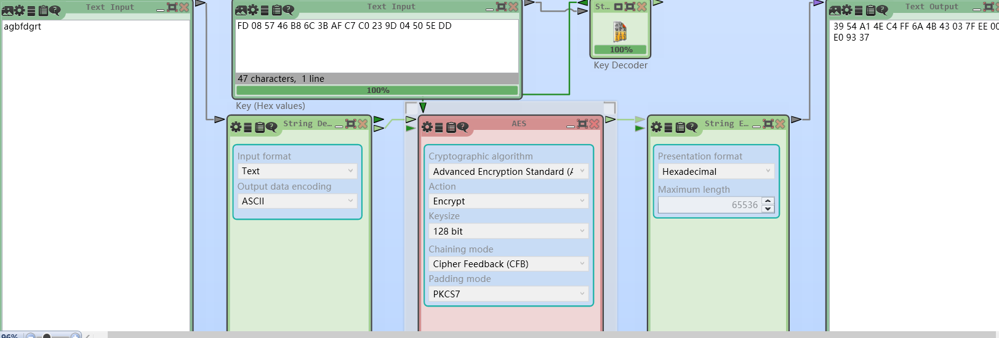 Text Input
agbfdgrt
Text Input
FD 08 57 46 B8 6C 3B AF C7 C0 23 9D 04 50 5E DD
47 characters, 1 line
100%
Key (Hex values)
St...
100%
Key Decoder
Text Output
39 54 A1 4E C4 FF 6A 4B 43 03 7F EE 00
E0 93 37
String De...
Input format
Text
Output data encoding
ASCII
AES
Cryptographic algorithm
Advanced Encryption Standard (A
Action
Encrypt
Keysize
128 bit
Chaining mode
Cipher Feedback (CFB)
Padding mode
PKCS7
String E...
Presentation format
Hexadecimal
Maximum length
65536
96%